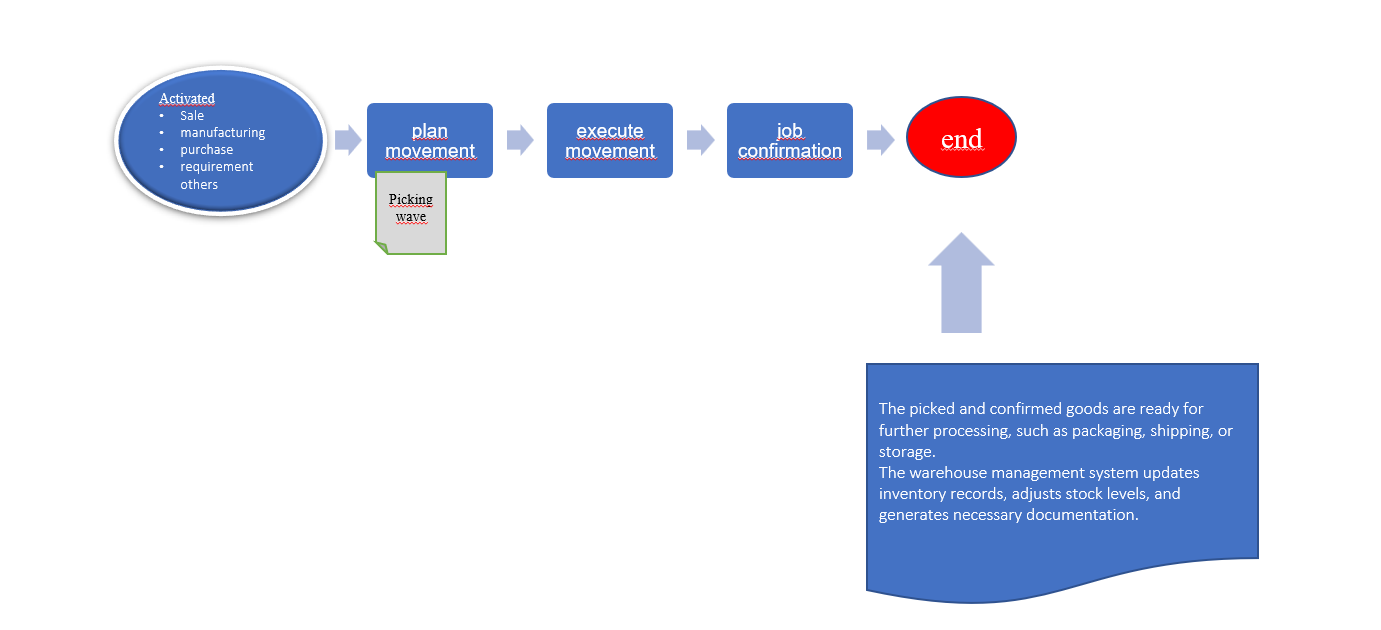 Activated
• Sale
• manufacturing
• purchase
• requirement
others
plan
movement
Picking
wave
execute
movement
job
confirmation
end
The picked and confirmed goods are ready for
further processing, such as packaging, shipping, or
storage.
The warehouse management system updates
inventory records, adjusts stock levels, and
generates necessary documentation.